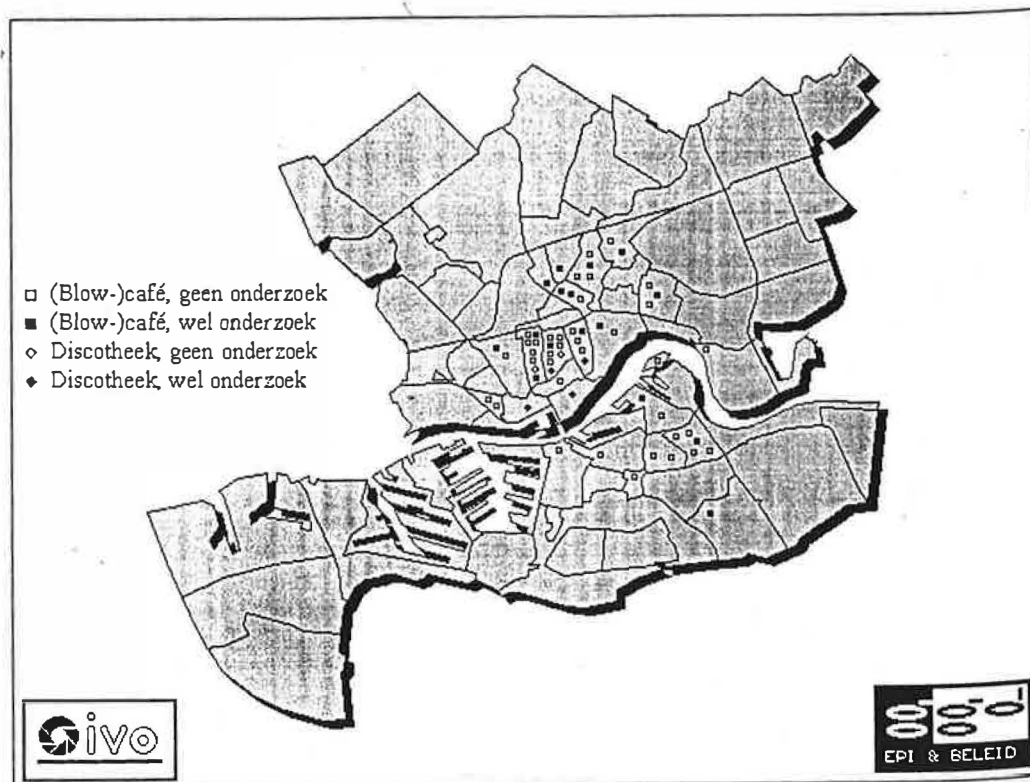 (Blow-)café, geen onderzoek
(Blow-)café, wel onderzoek
Discotheek, geen onderzoek
Discotheek, wel onderzoek
ivo
EPI & BELEID